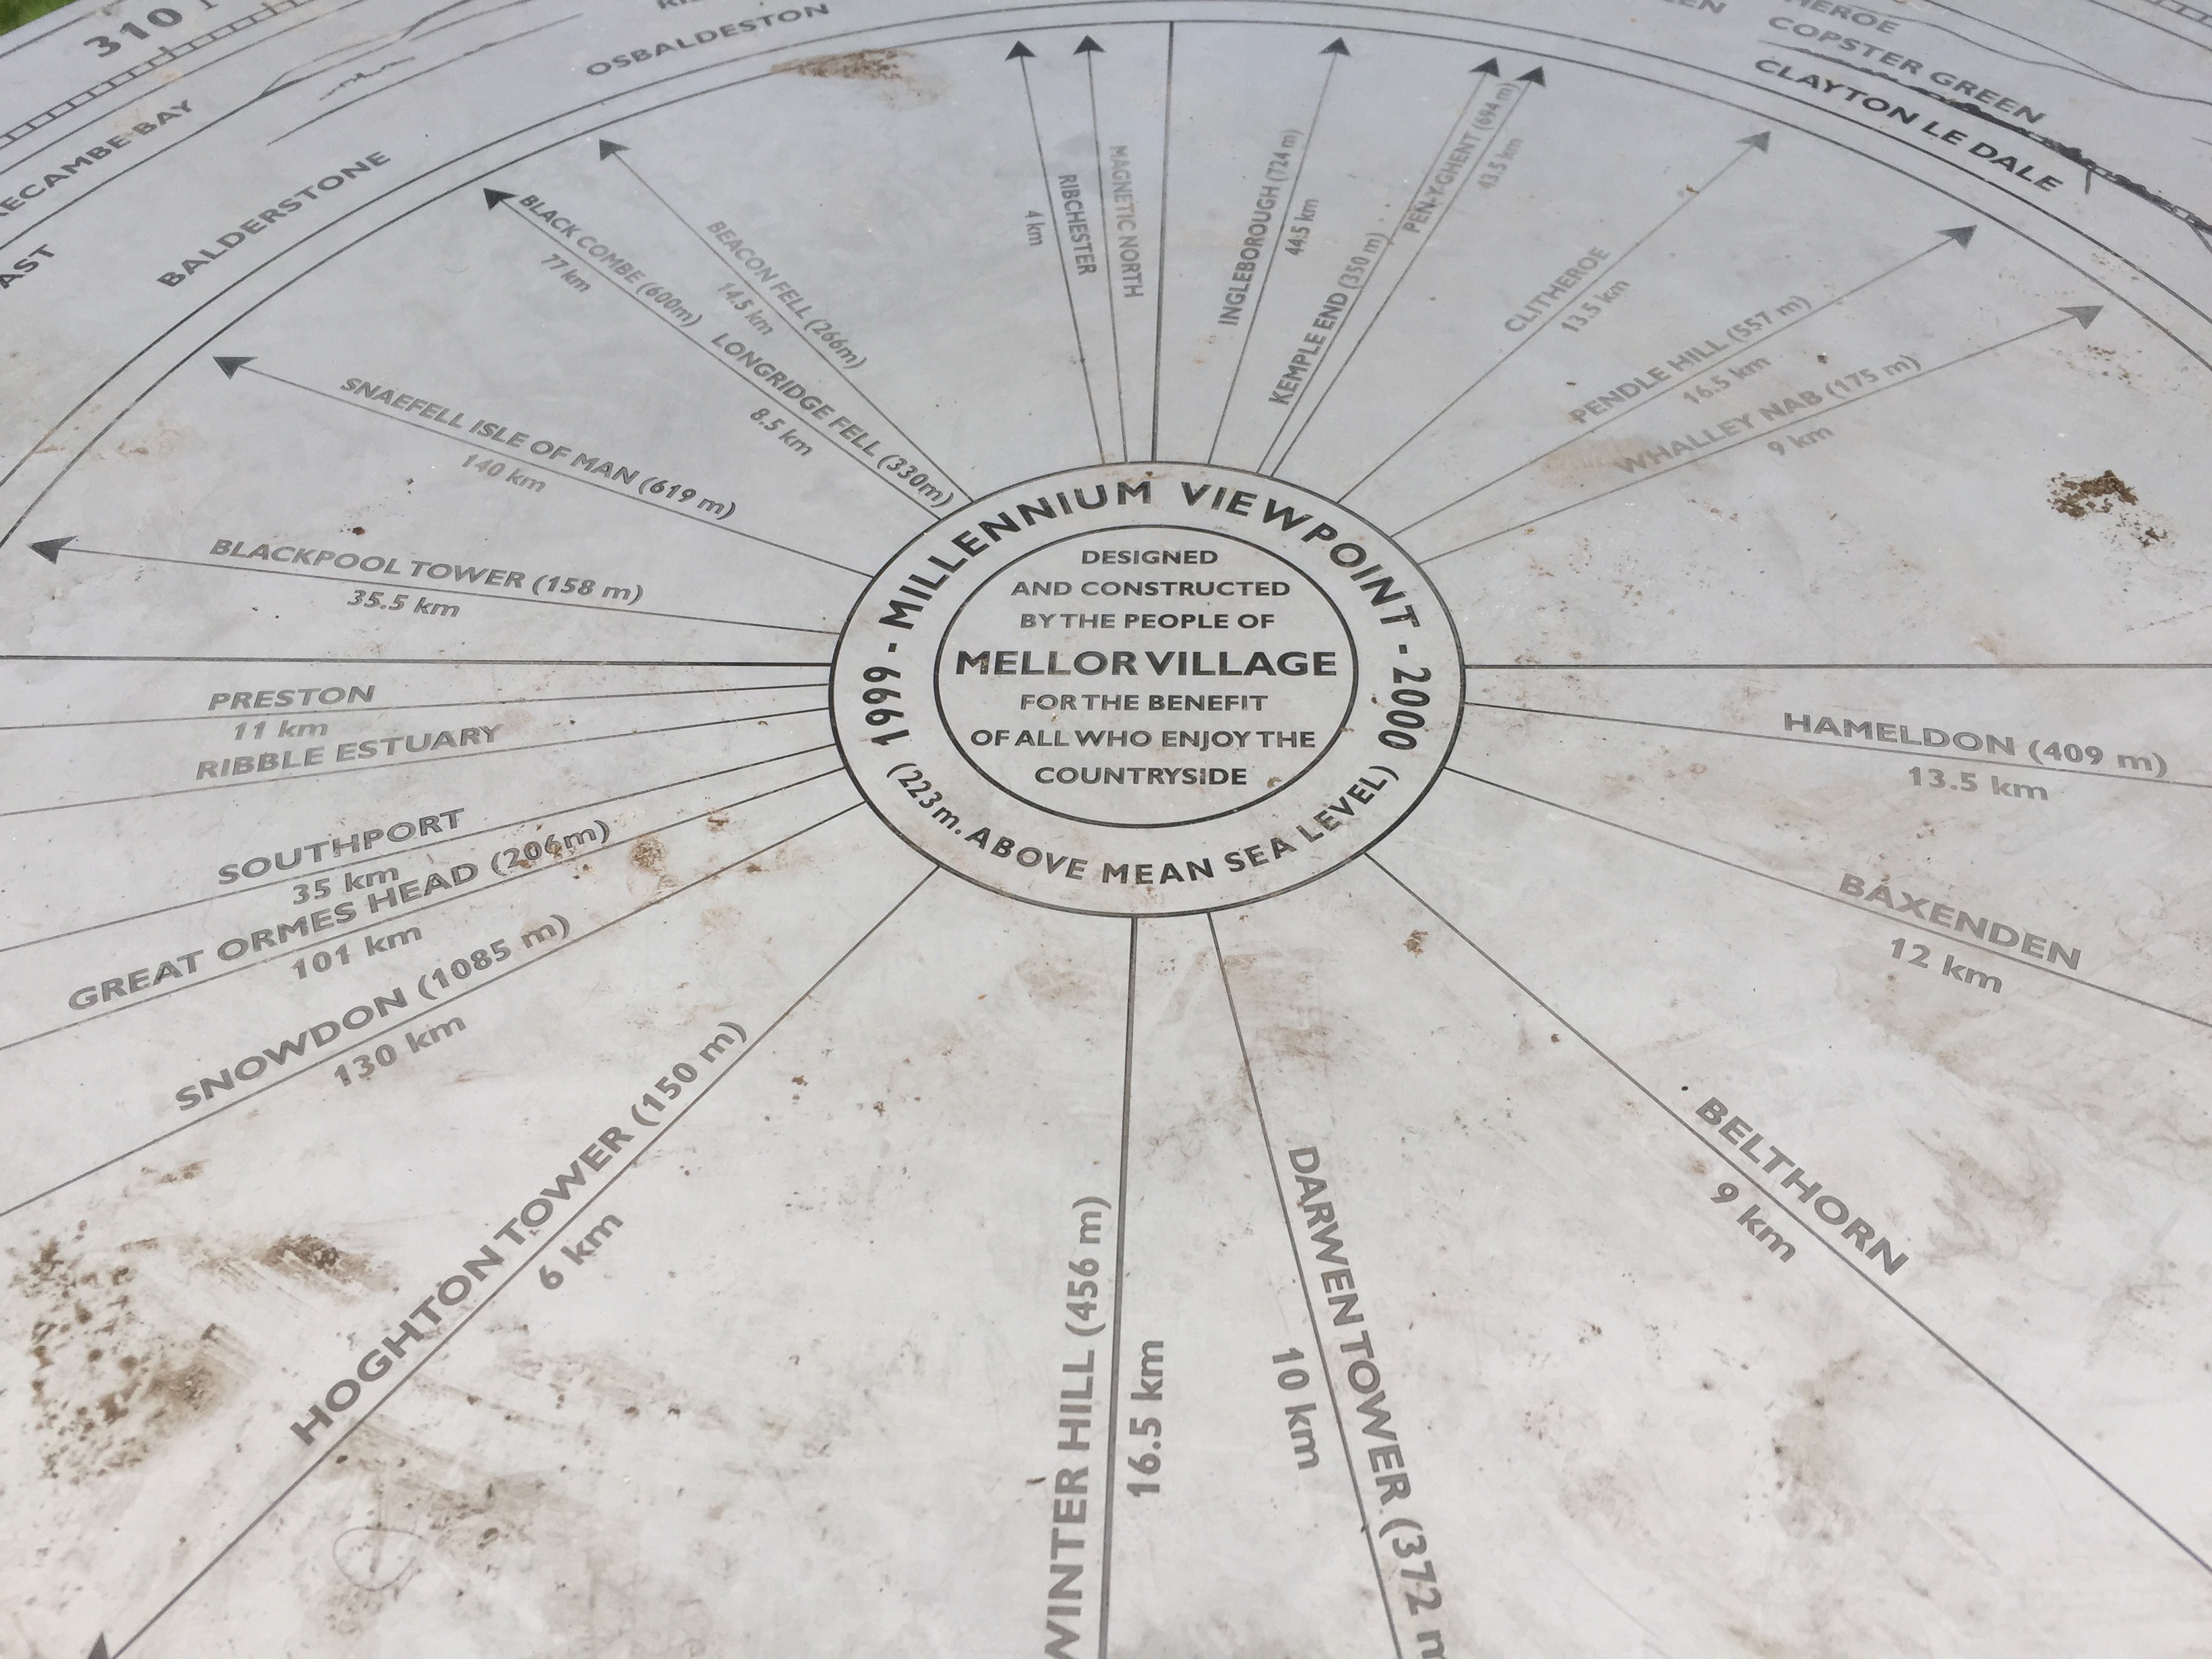 310
OSBALDESTON
COPSTER GREEN
CLAYTON LE DALE
BALDERSTONE
BLACK COMBE (600m)
77 km
LONGRIDGE FELL (330m)
8.5 km
BEACON FELL (266m)
14.5 km
RIBCHESTER
4 km
MAGNETIC NORTH
INGLEBOROUGH (724 m)
44.5 km
KEMPLE END (350 m)
PEN-Y-GHENT (694 m)
43.5 km
CLITHEROE
13.5 km
PENDLE HILL (557 m)
16.5 km
WHALLEY NAB (175 m)
9 km
SNAEFELL ISLE OF MAN (619 m)
140 km
BLACKPOOL TOWER (158 m)
35.5 km
1999 - MILLENNIUM VIEWPOINT - 2000
(223m. ABOVE MEAN SEA LEVEL)
DESIGNED
AND CONSTRUCTED
BY THE PEOPLE OF
MELLOR VILLAGE
FOR THE BENEFIT
OF ALL WHO ENJOY THE
COUNTRYSIDE
PRESTON
11 km
RIBBLE ESTUARY
SOUTHPORT
35 km
GREAT ORMES HEAD (206m)
101 km
SNOWDON (1085 m)
130 km
HOGHTON TOWER (150 m)
6 km
WINTER HILL (456 m)
16.5 km
DARWEN TOWER (372 m
10 km
BELTHORN
9 km
BAXENDEN
12 km
HAMELDON (409 m)
13.5 km